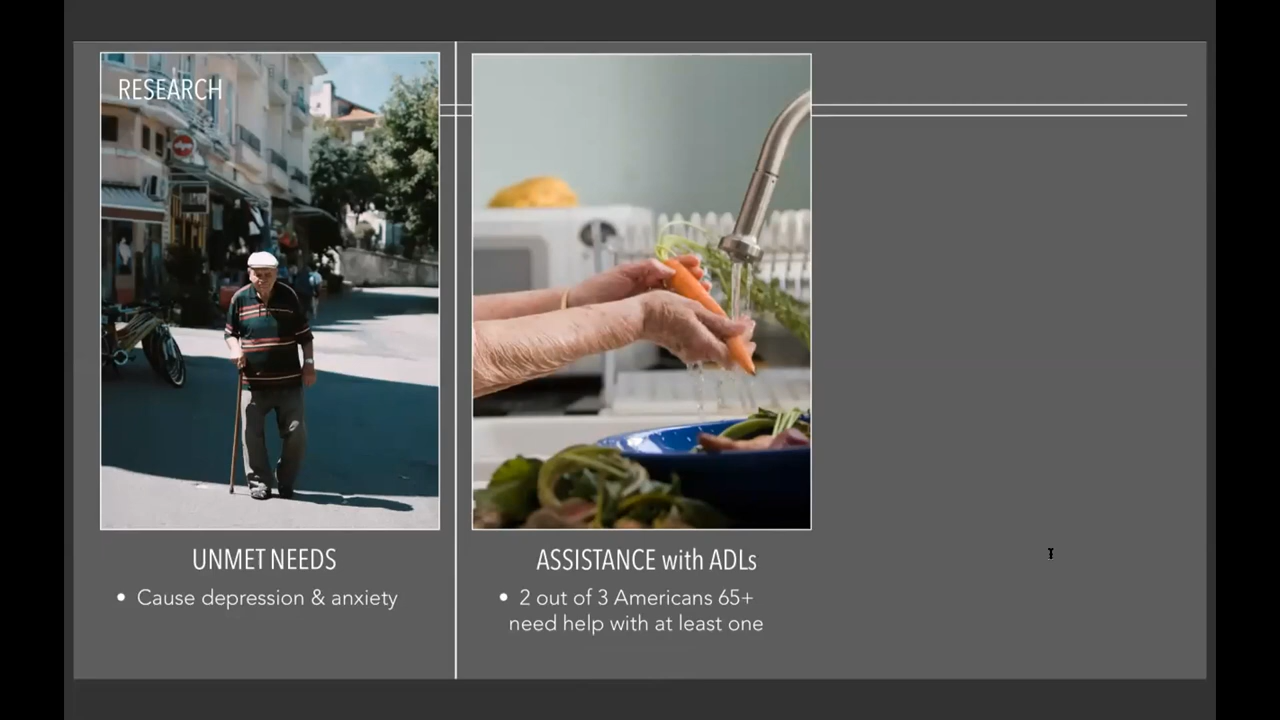 RESEARCH
UNMET NEEDS
• Cause depression & anxiety
ASSISTANCE with ADLs
• 2 out of 3 Americans 65+
need help with at least one